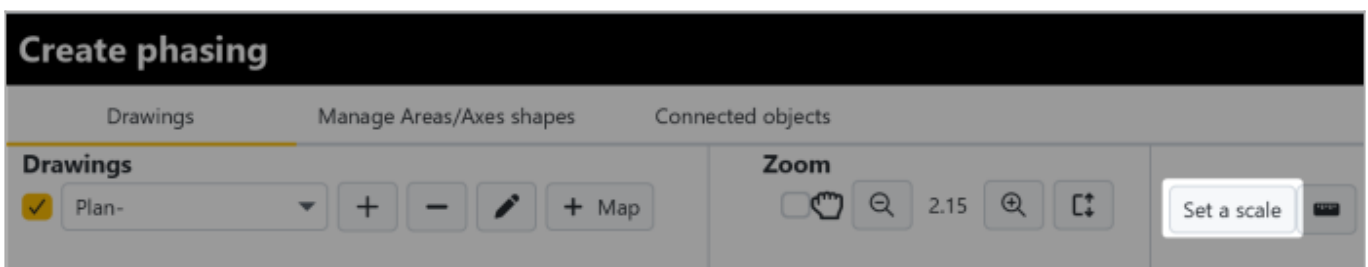 Create phasing
Drawings Manage Areas/Axes shapes Connected objects
Drawings Zoom
Plan- + Map 2.15 Set a scale